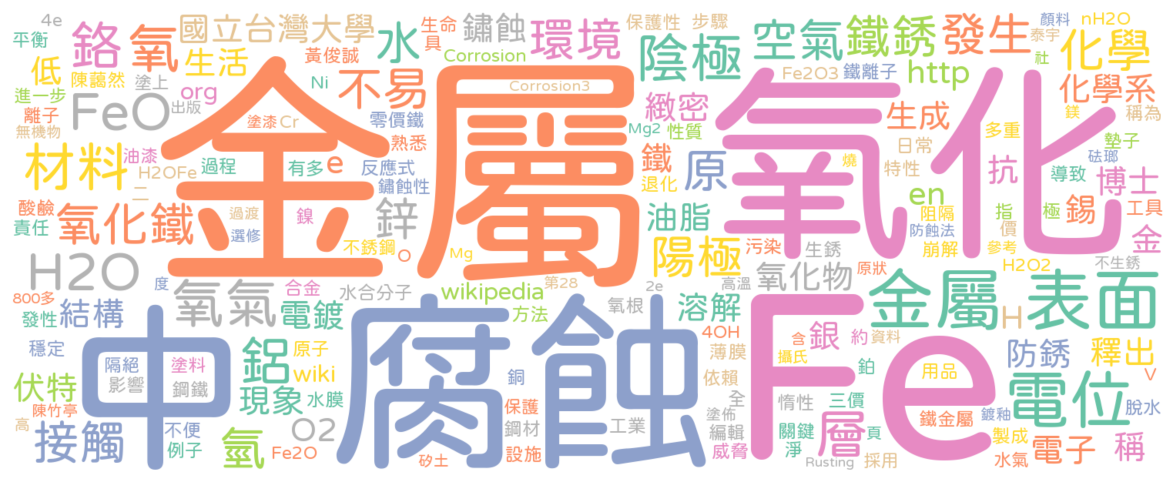 4e 國立台灣大學 生命 鏽蝕 保護性 步驟 顏料 nH2O
平衡 鉻 氧 黃俊誠 水 具 環境 空氣 鐵銹 發生 泰宇 化學
低 陳藹然 塗上 生活 Corrosion 陰極 Fe2O3 鐵離子 http 社
進一步 FeO 出版 org Ni 不易 Corrosion3 緻密 化學系 鎂
離子 塗漆 Cr 零價鐵 Mg2 性質 生成 多重 稱為
無機物 油漆 熟悉 鐵 日常 墊子
材料 H2OFe 過程 有多 e 反應式 原 特性 抗 導致 琺瑯
二 金屬 氧化 鏽蝕性 退化 燒 博士
酸鹼 氧化鐵 過渡 鎳 鋅 油脂 en 阻隔 指 極 錫 工具
責任 選修 不銹鋼 O Mg 污染 生銹 防蝕法 價 金
H2O 陽極 氧化物 原狀 崩解 參考 不生銹
800多 氧氣 度 合金 水合分子 wikipedia 第28 高溫 H2O2
發性 結構 電鍍 方法 氧根 2e 溶解 金屬 表面
穩定 中 腐蝕 Fe 4OH 銀 含 約 資料 H 防銹 釋出
隔絕 塗料 鋁 原子 薄膜 攝氏 鉑
伏特 影響 鋼鐵 wiki 銅 依賴 用品 電位 V
陳竹亭 現象 水膜 保護 全 惰性 三價 脫水
高 接觸 不便 O2 鋼材 工業 塗佈 編輯 層 關鍵 頁 鐵金屬 鍍釉
例子 氫 Fe2O 礦土 設施 威脅 淨 Rusting 採用 製成 水氣 電子 稱